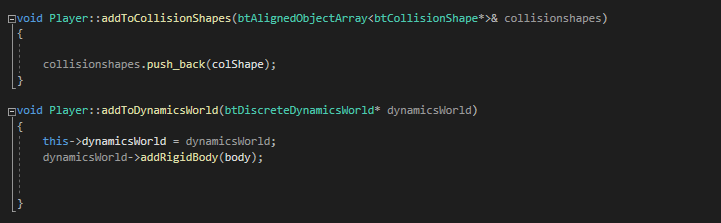 void Player::addToCollisionShapes(btAlignedObjectArray<btCollisionShape*>& collisionshapes)
{
collisionshapes.push_back(colShape);
}
void Player::addToDynamicsWorld(btDiscreteDynamicsWorld* dynamicsWorld)
{
this->dynamicsWorld = dynamicsWorld;
dynamicsWorld->addRigidBody(body);
}